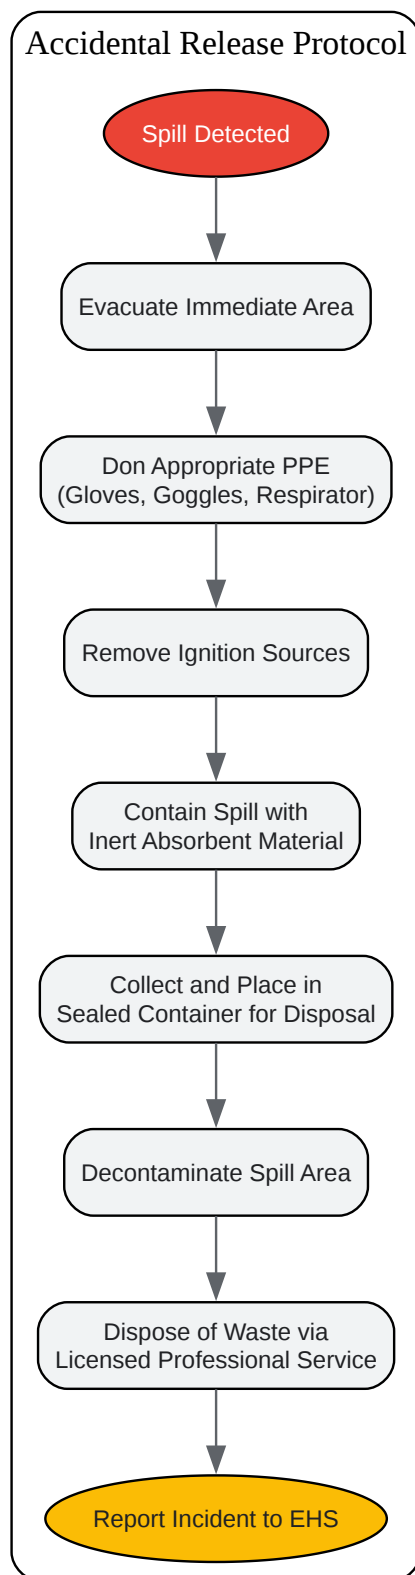 Accidental Release Protocol
Spill Detected
Evacuate Immediate Area
Don Appropriate PPE
(Gloves, Goggles, Respirator)
Remove Ignition Sources
Contain Spill with
Inert Absorbent Material
Collect and Place in
Sealed Container for Disposal
Decontaminate Spill Area
Dispose of Waste via
Licensed Professional Service
Report Incident to EHS